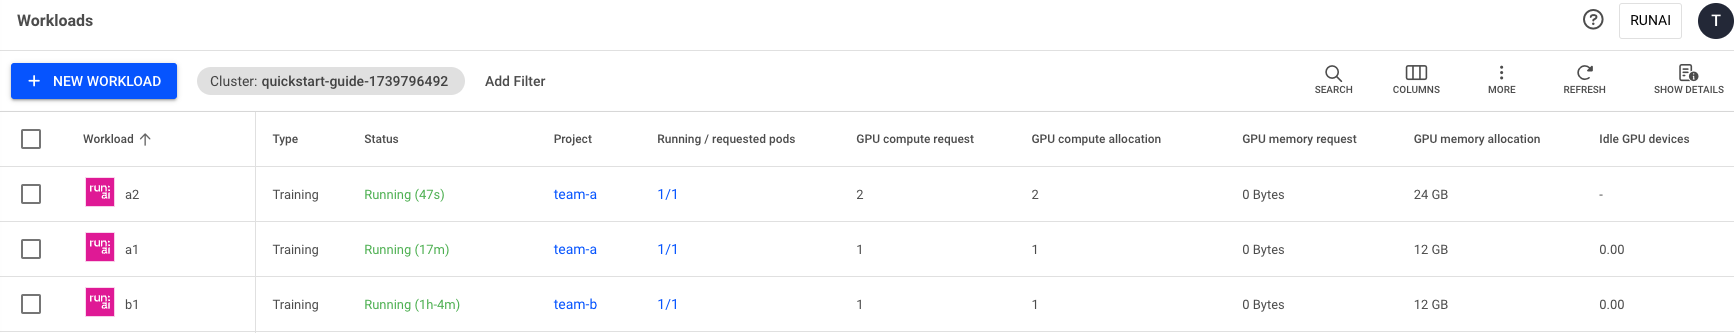 Workloads
? RUNAI T
+ NEW WORKLOAD Cluster: quickstart-guide-1739796492 Add Filter SEARCH COLUMNS MORE REFRESH SHOW DETAILS
Workload ↑ Type Status Project Running / requested pods GPU compute request GPU compute allocation GPU memory request GPU memory allocation Idle GPU devices
run: ai a2 Training Running (47s) team-a 1/1 2 2 0 Bytes 24 GB -
run: ai a1 Training Running (17m) team-a 1/1 1 1 0 Bytes 12 GB 0.00
run: ai b1 Training Running (1h-4m) team-b 1/1 1 1 0 Bytes 12 GB 0.00